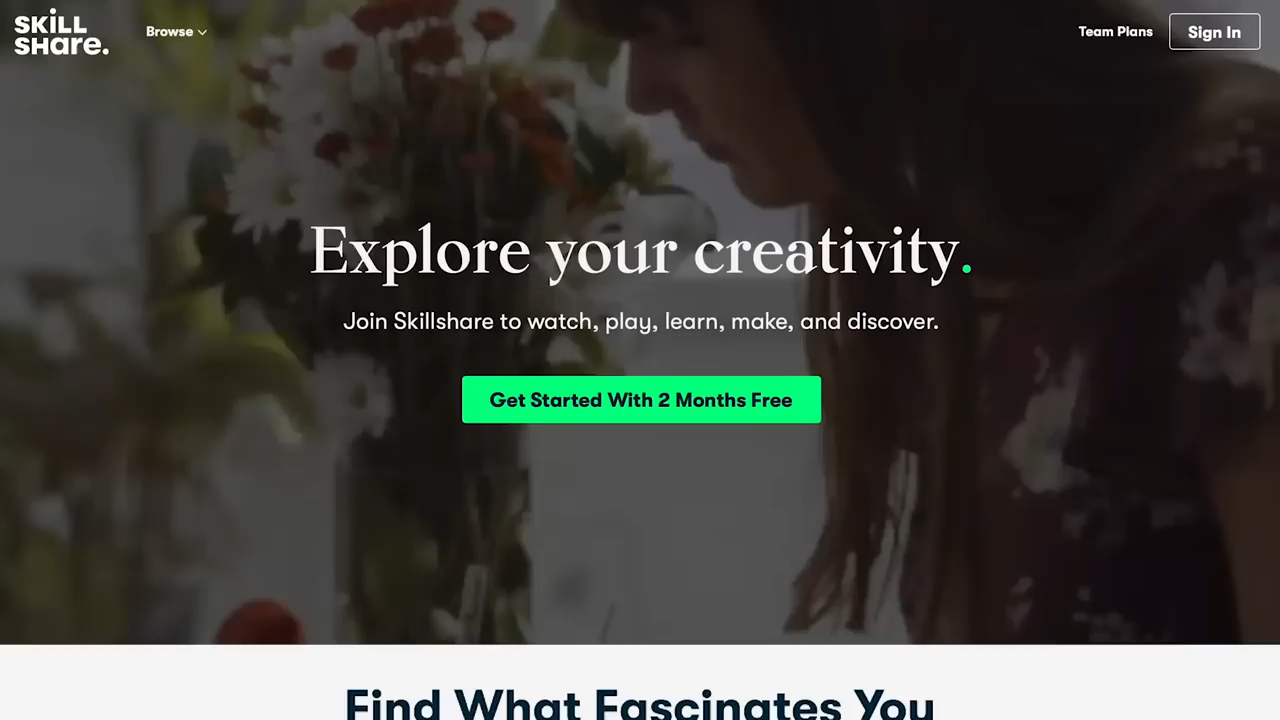 SKiLL
SHare.
Browse
Team Plans
Sign In
Explore your creativity.
Join Skillshare to watch, play, learn, make, and discover.
Get Started With 2 Months Free
Find What Fascinates You